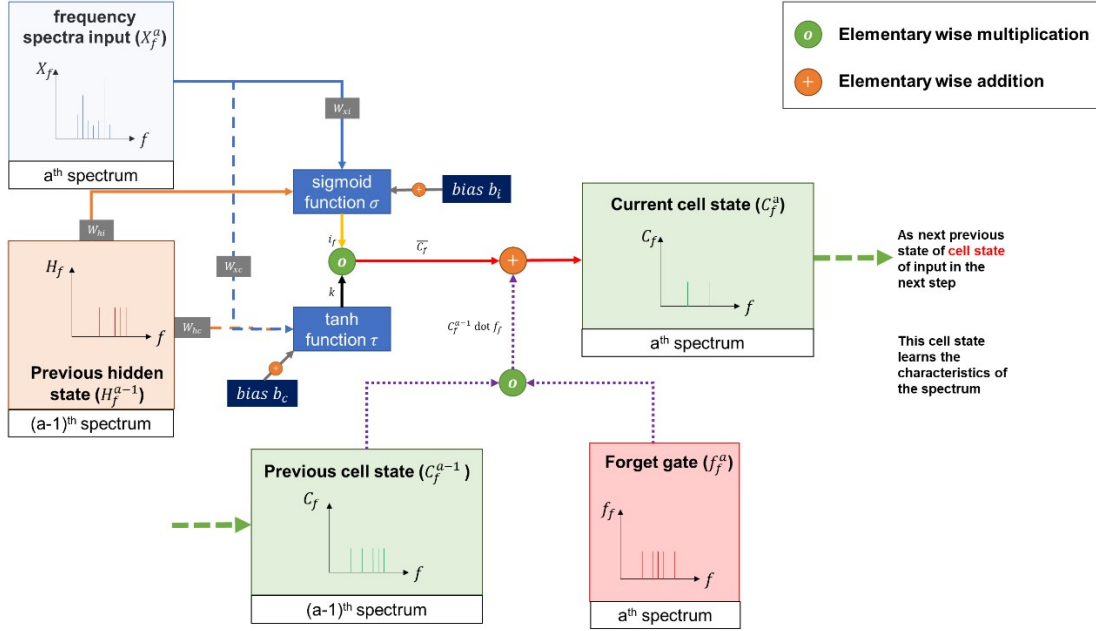 frequency
spectra input (X_f^a)
X_f
f
a^th spectrum
o Elementary wise multiplication
+ Elementary wise addition
W_xi
sigmoid
function σ
+
bias b_i
W_hi
i_f
W_xc
o
\overline{C_f}
+
k
H_f
f
Previous hidden
state (H_f^{a-1})
(a-1)^th spectrum
W_hc
tanh
function τ
+
bias b_c
C_f^{a-1} dot f_f
Current cell state (C_f^a)
C_f
f
a^th spectrum
As next previous
state of cell state
of input in the
next step
This cell state
learns the
characteristics of
the spectrum
o
Previous cell state (C_f^{a-1} )
C_f
f
(a-1)^th spectrum
Forget gate (f_f^a)
f_f
f
a^th spectrum